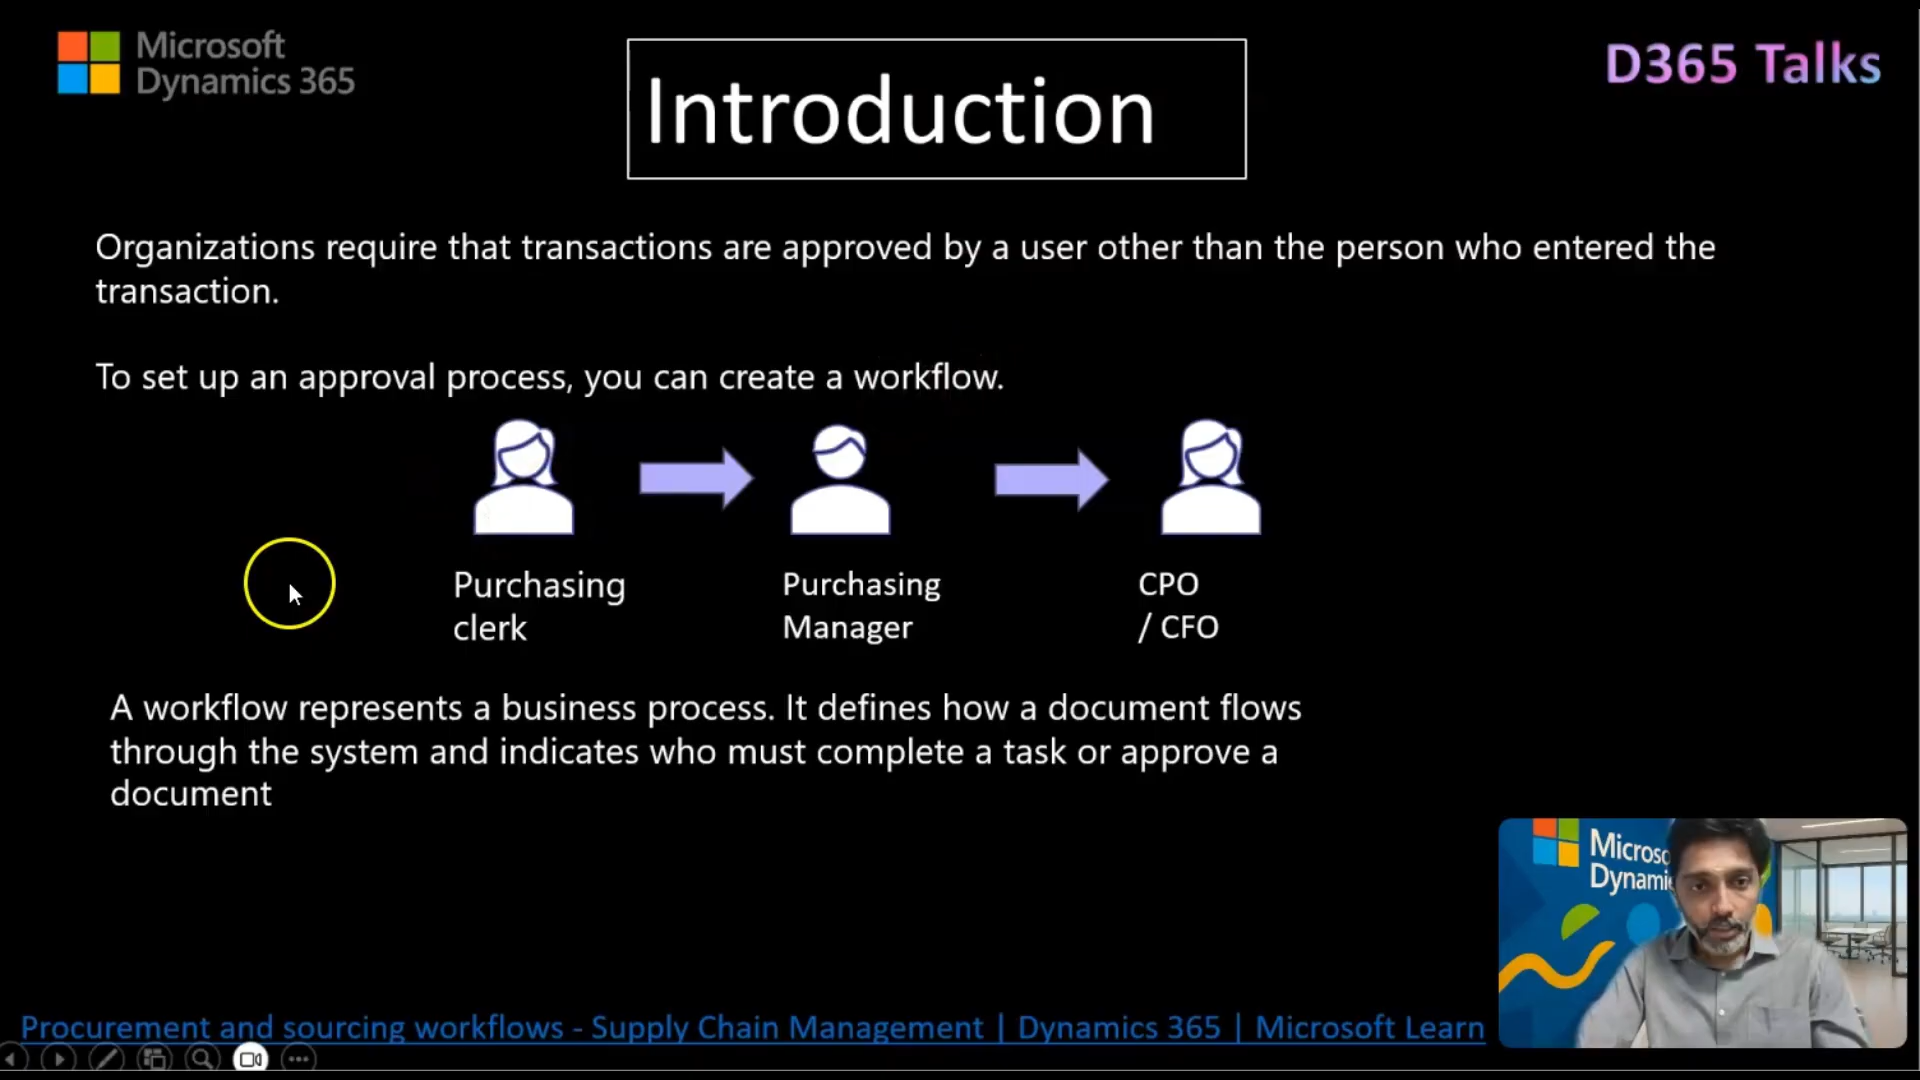 Microsoft
Dynamics 365
Introduction
D365 Talks
Organizations require that transactions are approved by a user other than the person who entered the
transaction.
To set up an approval process, you can create a workflow.
Purchasing
clerk
Purchasing
Manager
CPO
/ CFO
A workflow represents a business process. It defines how a document flows
through the system and indicates who must complete a task or approve a
document
Procurement and sourcing workflows - Supply Chain Management | Dynamics 365 | Microsoft Learn